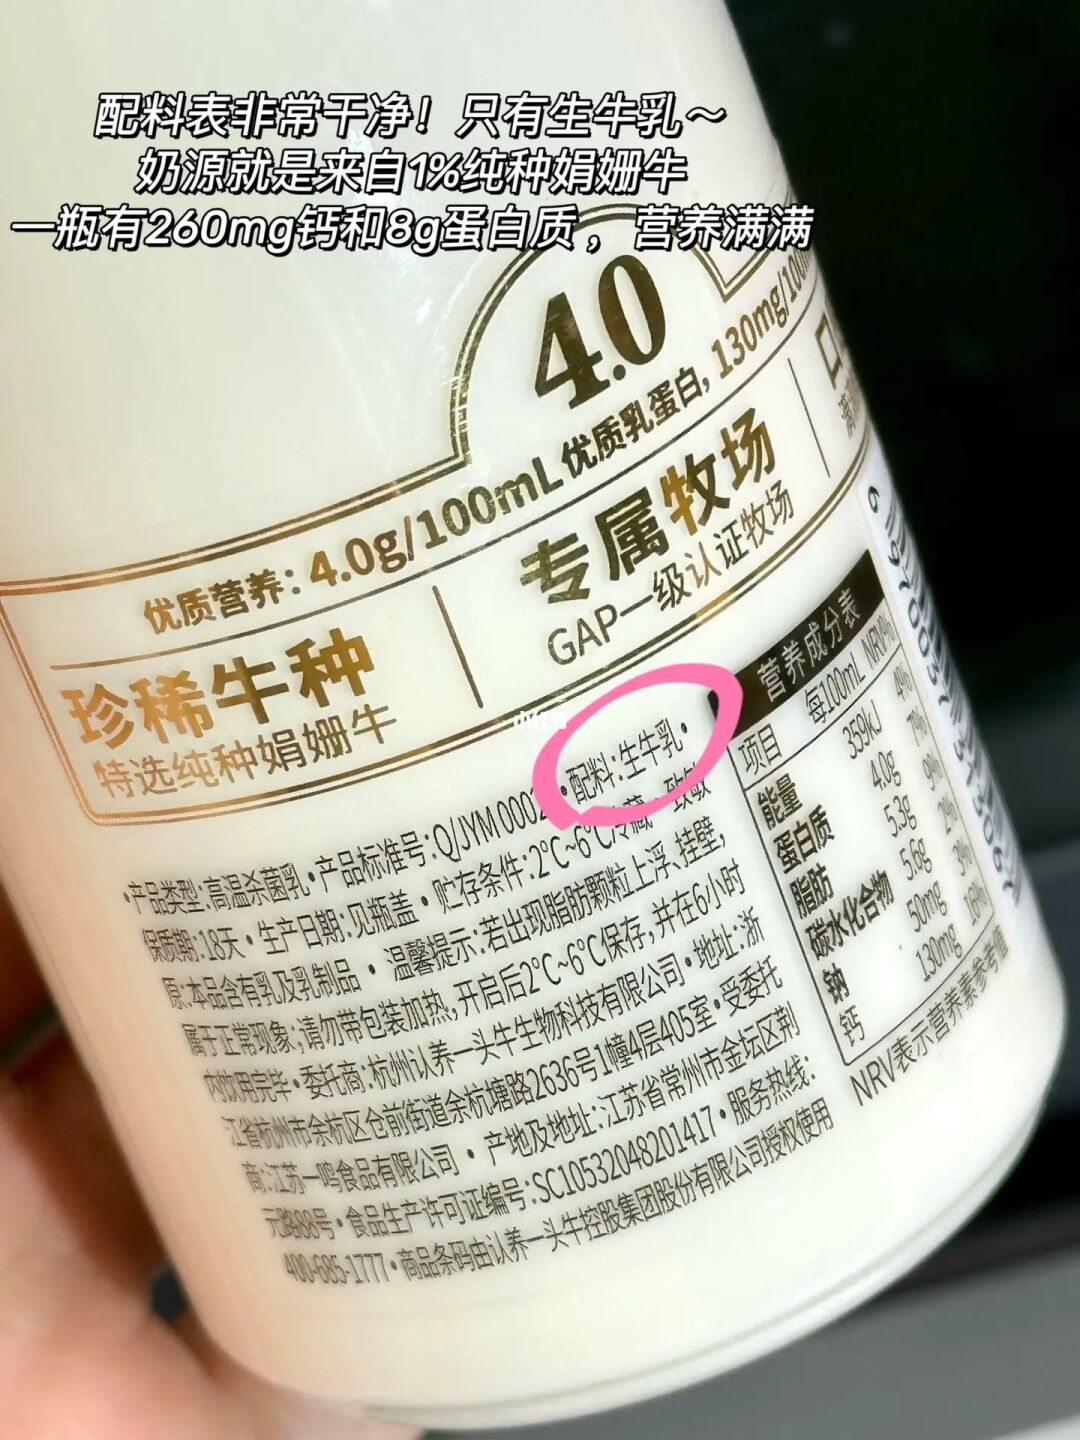 配料表非常干净！只有生牛乳～
奶源就是来自1%纯种娟姗牛
一瓶有260mg钙和8g蛋白质，营养满满
4.0
优质营养：4.0g/100mL 优质乳蛋白，130mg/100m
珍稀牛种
特选纯种娟姗牛
专属牧场
GAP一级认证牧场
·产品类型:高温杀菌乳·产品标准号:Q/JYM 0002 ·配料:生牛乳·
保质期:18天·生产日期:见瓶盖·贮存条件:2°C~6°C冷藏·致敏
原:本品含有乳及乳制品·温馨提示:若出现脂肪颗粒上浮、挂壁,
属于正常现象;请勿带包装加热,开启后2°C~6°C保存,并在6小时
内饮用完毕·委托商:杭州认养一头牛生物科技有限公司·地址:浙
江省杭州市余杭区仓前街道余杭塘路2636号1幢4层405室·受委托
商:江苏一鸣食品有限公司·产地及地址:江苏省常州市金坛区荆
元路88号·食品生产许可证编号:SC10532048201417·服务热线:
400-685-1777·商品条码由认养一头牛控股集团股份有限公司授权使用
营养成分表
项目 每100mL NRV%
能量 359kJ 4%
蛋白质 4.0g 7%
脂肪 5.3g 9%
碳水化合物 5.6g 2%
钠 50mg 3%
钙 130mg 16%
NRV表示营养素参考值